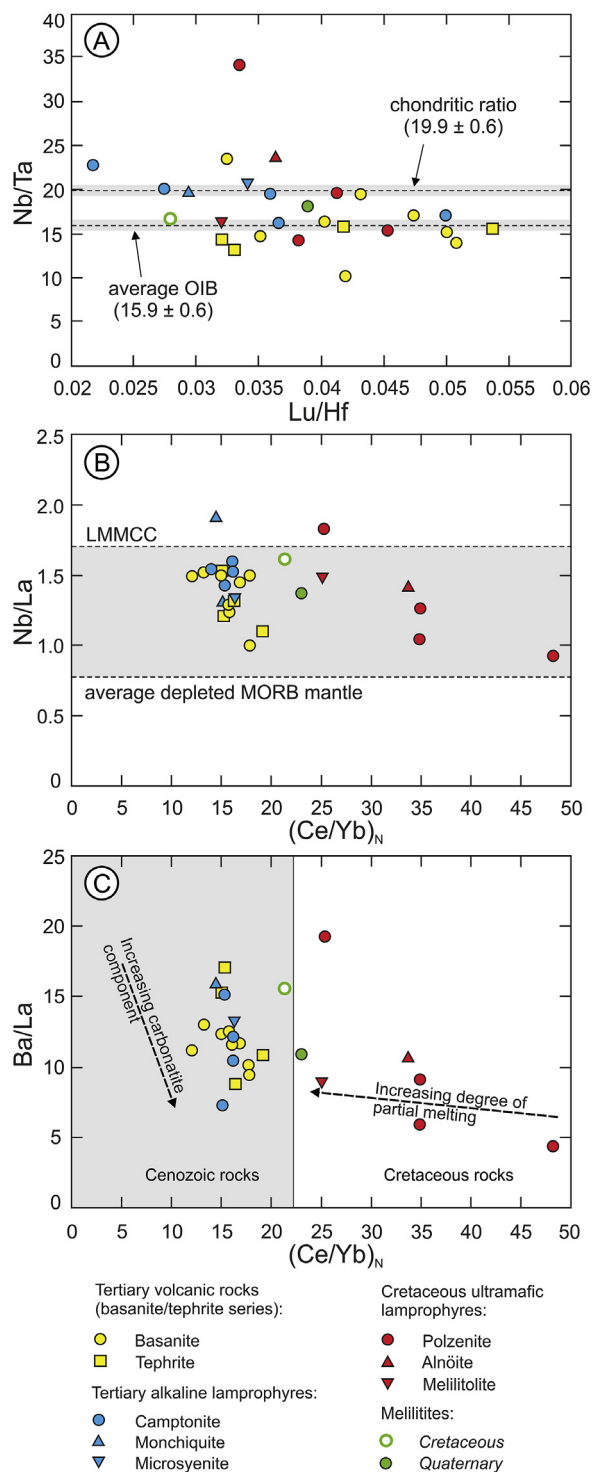 A
40
35
30
25
20
15
10
5
0
Nb/Ta
chondritic ratio
(19.9 ± 0.6)
average OIB
(15.9 ± 0.6)
0.02
0.025
0.03
0.035
0.04
0.045
0.05
0.055
0.06
Lu/Hf
B
2.5
2.0
1.5
1.0
0.5
0
Nb/La
LMMCC
average depleted MORB mantle
0
5
10
15
20
25
30
35
40
45
50
(Ce/Yb)N
C
25
20
15
10
5
0
Ba/La
Increasing carbonatite
component
Increasing degree of
partial melting
Cenozoic rocks
Cretaceous rocks
0
5
10
15
20
25
30
35
40
45
50
(Ce/Yb)N
Tertiary volcanic rocks
(basanite/tephrite series):
Basanite
Tephrite
Tertiary alkaline lamprophyres:
Camptonite
Monchiquite
Microsyenite
Cretaceous ultramafic
lamprophyres:
Polzenite
Alnöite
Melilitolite
Melilitites:
Cretaceous
Quaternary